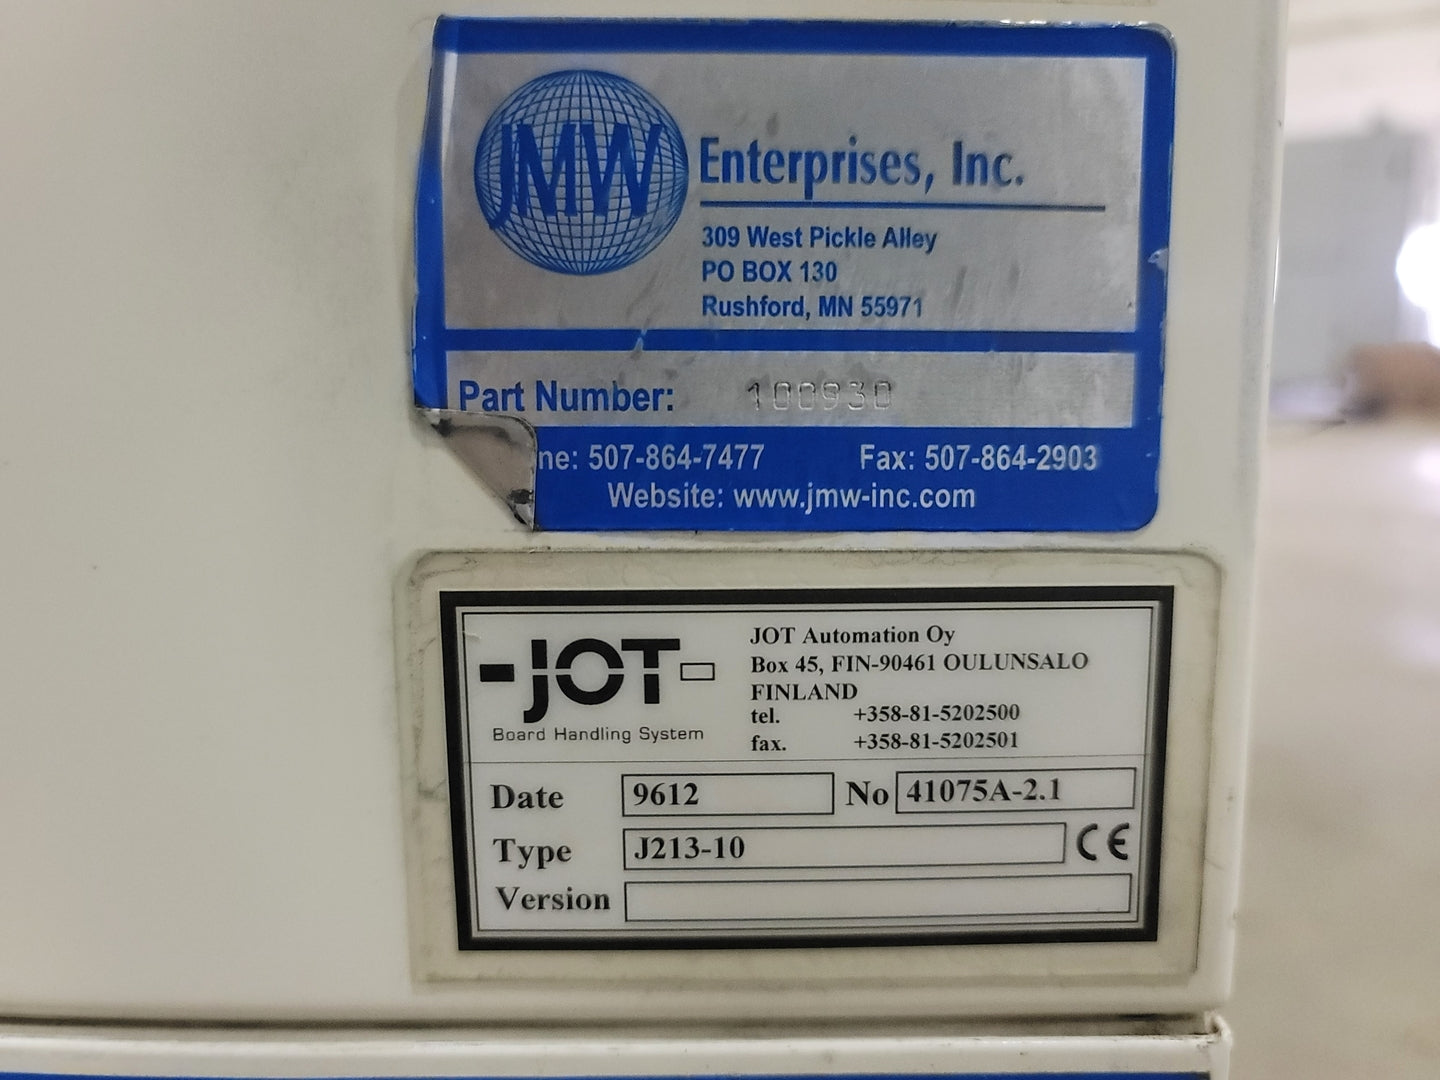 JMW Enterprises, Inc.
309 West Pickle Alley
PO BOX 130
Rushford, MN 55971
Part Number: 100930
ne: 507-864-7477 Fax: 507-864-2903
Website: www.jmw-inc.com
JOT
Board Handling System
JOT Automation Oy
Box 45, FIN-90461 OULUNSALO
FINLAND
tel. +358-81-5202500
fax. +358-81-5202501
Date 9612 No 41075A-2.1
Type J213-10 CE
Version